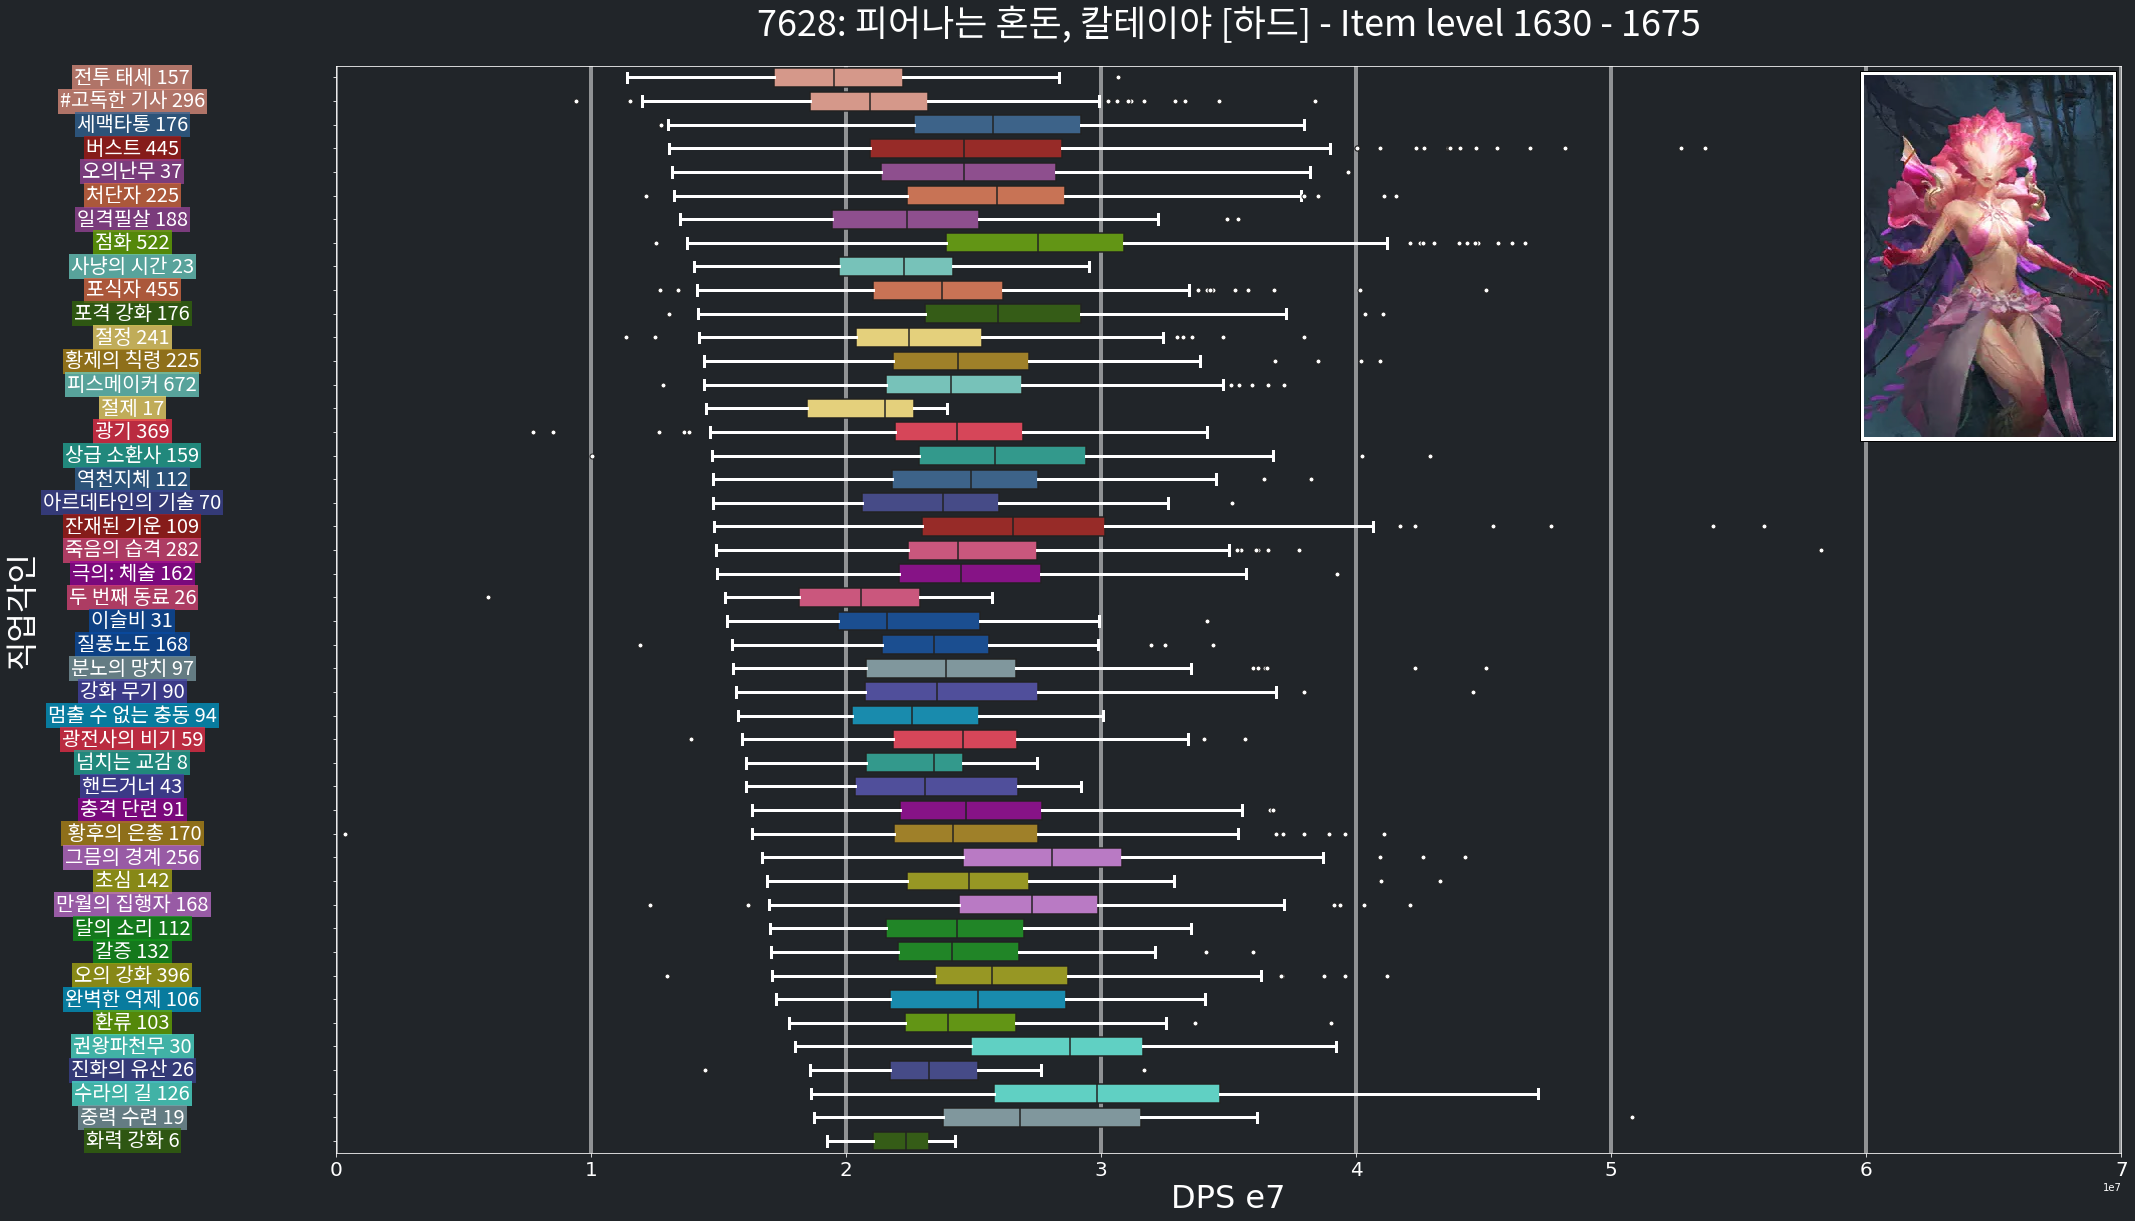 7628: 피어나는 혼돈, 칼테이야 [하드] - Item level 1630 - 1675
직업각인
전투 태세 157
#고독한 기사 296
세맥타통 176
버스트 445
오의난무 37
처단자 225
일격필살 188
점화 522
사냥의 시간 23
포식자 455
포격 강화 176
절정 241
황제의 칙령 225
피스메이커 672
절제 17
광기 369
상급 소환사 159
역천지체 112
아르데타인의 기술 70
잔재된 기운 109
죽음의 습격 282
극의: 체술 162
두 번째 동료 26
이슬비 31
질풍노도 168
분노의 망치 97
강화 무기 90
멈출 수 없는 충동 94
광전사의 비기 59
넘치는 교감 8
핸드거너 43
충격 단련 91
황후의 은총 170
그믐의 경계 256
초심 142
만월의 집행자 168
달의 소리 112
갈증 132
오의 강화 396
완벽한 억제 106
환류 103
권왕파천무 30
진화의 유산 26
수라의 길 126
중력 수련 19
화력 강화 6
0 1 2 3 4 5 6 7
1e7
DPS e7